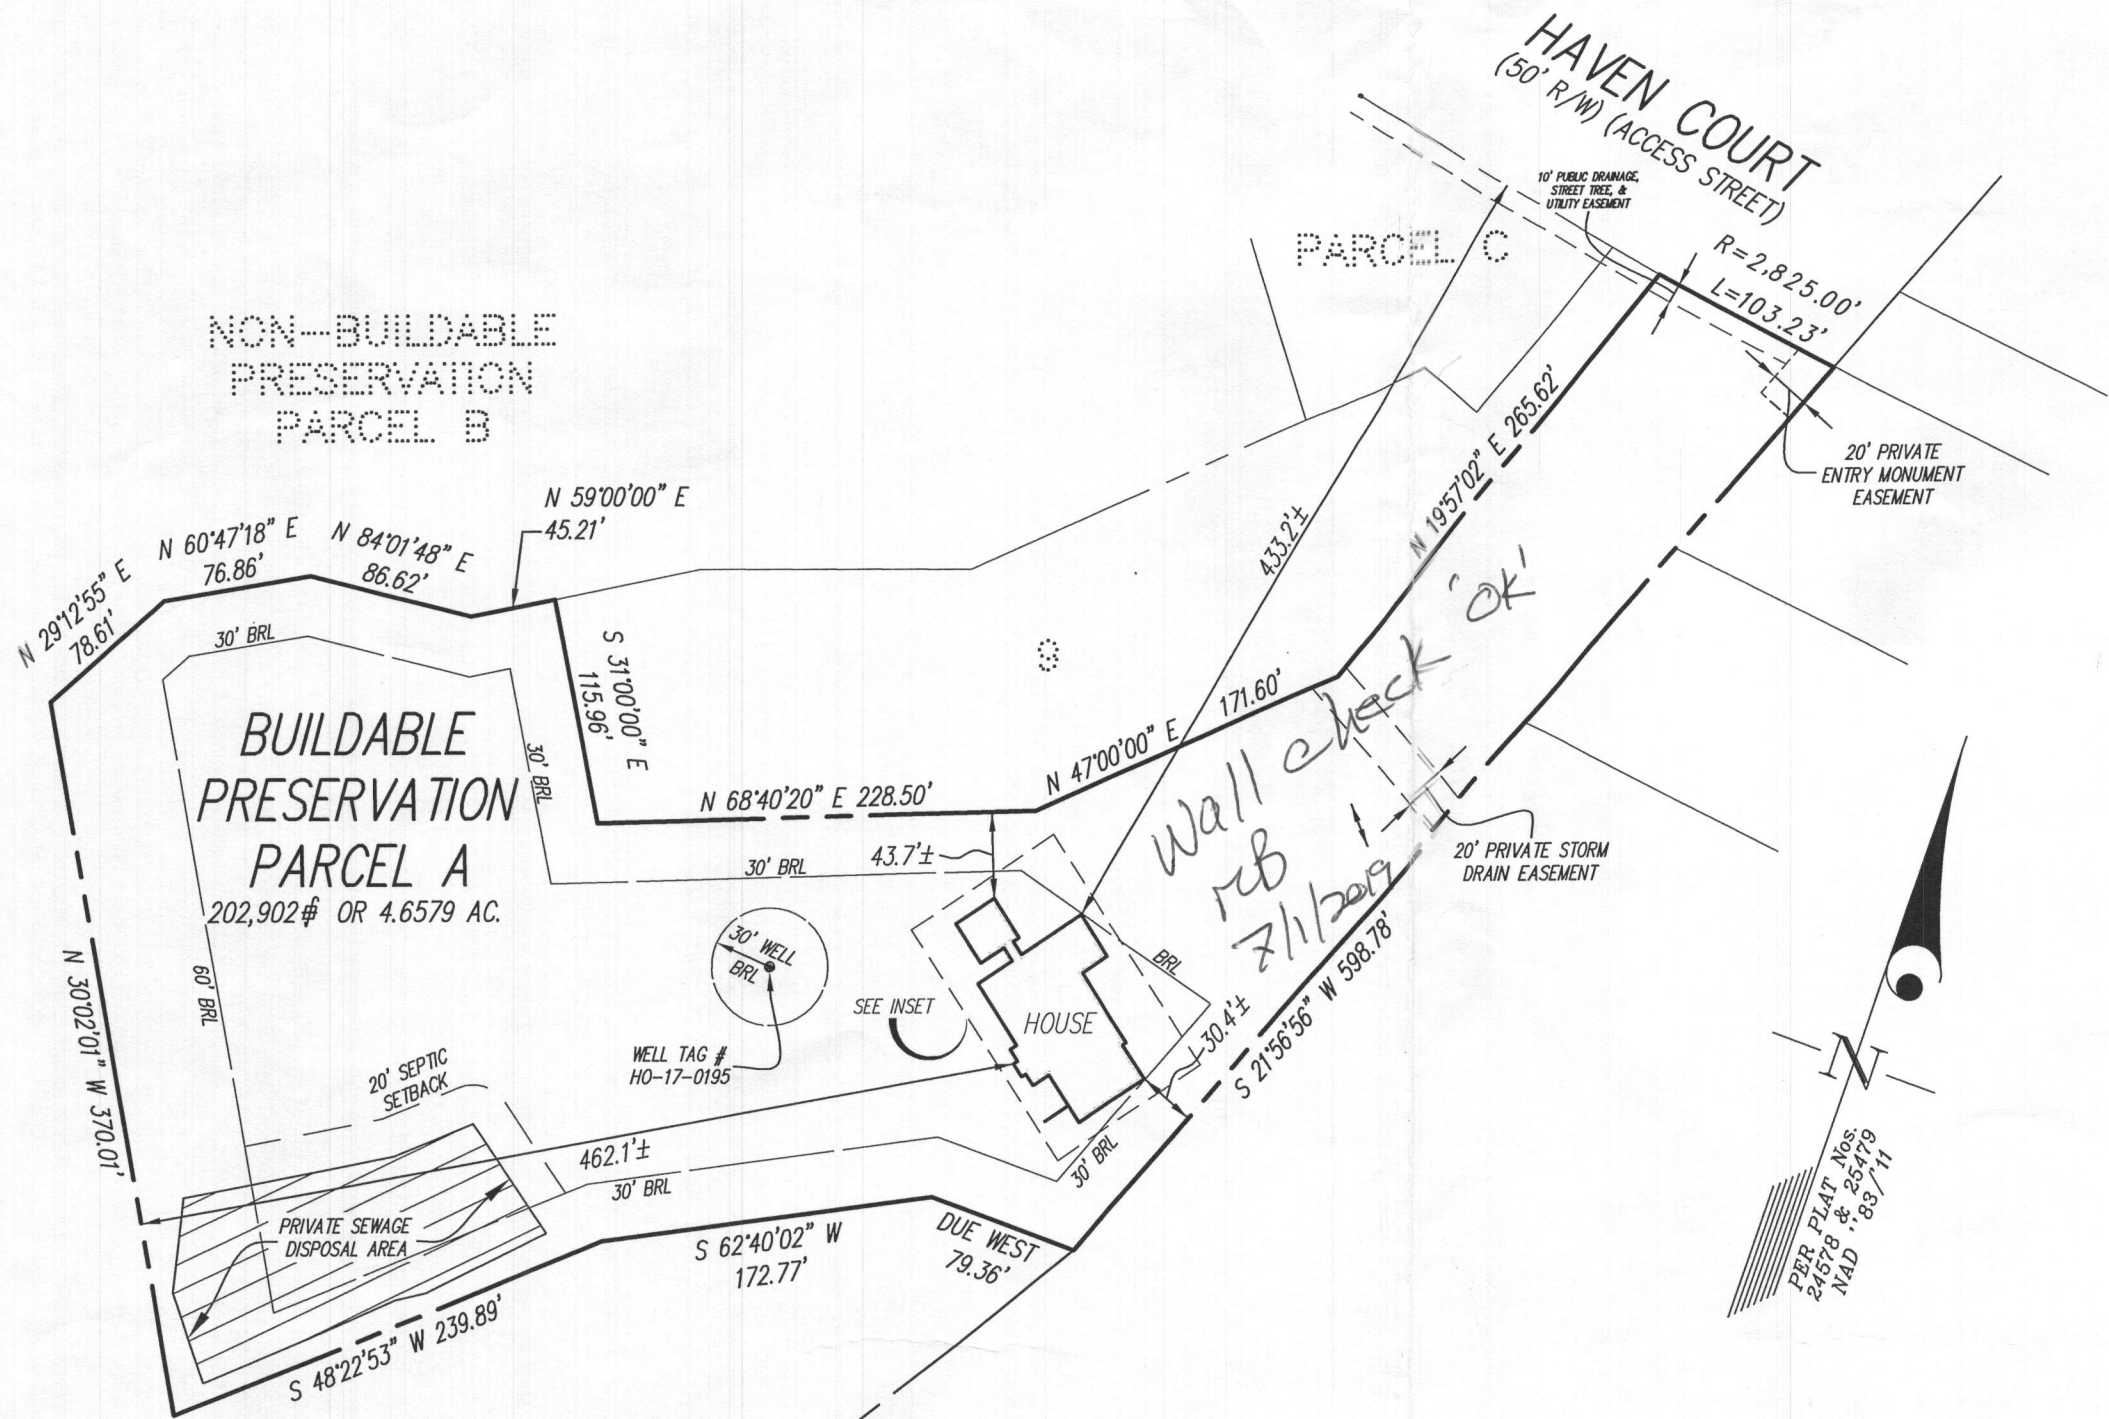 HAVEN COURT
(50' R/W) (ACCESS STREET)
10' PUBLIC DRAINAGE,
STREET TREE, &
UTILITY EASEMENT
PARCEL C
R=2,825.00'
L=103.23'
NON-BUILDABLE
PRESERVATION
PARCEL B
N 19°57'02" E 265.62'
20' PRIVATE
ENTRY MONUMENT
EASEMENT
N 59°00'00" E
45.21'
N 60°47'18" E
76.86'
N 84°01'48" E
86.62'
N 29°12'55" E
78.61'
433.2'±
30' BRL
S 31°00'00" E
115.96'
9
Wall check 'OK'
rcB
7/1/2019
171.60'
N 47°00'00" E
BUILDABLE
PRESERVATION
PARCEL A
202,902⌗ OR 4.6579 AC.
30' BRL
N 68°40'20" E 228.50'
43.7'±
30' BRL
20' PRIVATE STORM
DRAIN EASEMENT
30' WELL
BRL
BRL
S 21°56'56" W 598.78'
N 30°02'01" W 370.01'
60' BRL
SEE INSET
HOUSE
30.4'±
WELL TAG #
HO-17-0195
20' SEPTIC
SETBACK
N
462.1'±
30' BRL
30' BRL
PRIVATE SEWAGE
DISPOSAL AREA
S 62°40'02" W
172.77'
DUE WEST
79.36'
S 48°22'53" W 239.89'
PER PLAT Nos.
24578 & 25479
NAD '83/'11